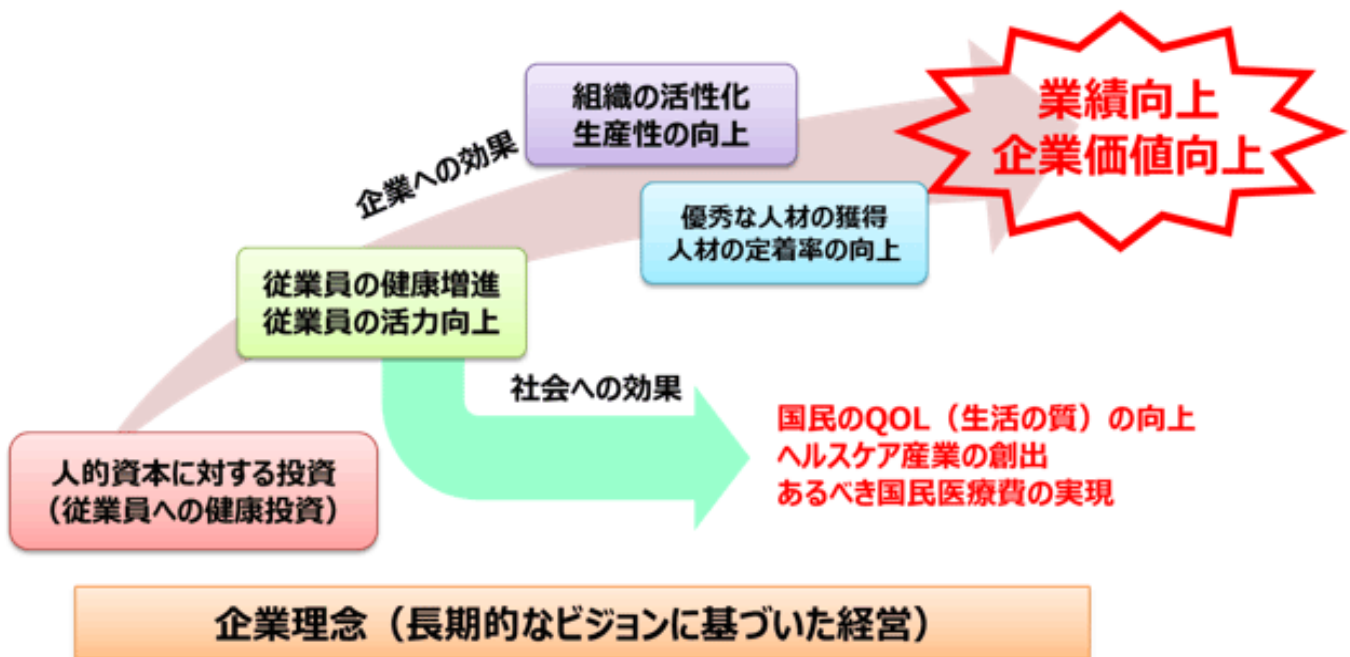 組織の活性化
生産性の向上
業績向上
企業価値向上
企業への効果
優秀な人材の獲得
人材の定着率の向上
従業員の健康増進
従業員の活力向上
社会への効果
国民のQOL（生活の質）の向上
ヘルスケア産業の創出
あるべき国民医療費の実現
人的資本に対する投資
（従業員への健康投資）
企業理念（長期的なビジョンに基づいた経営）